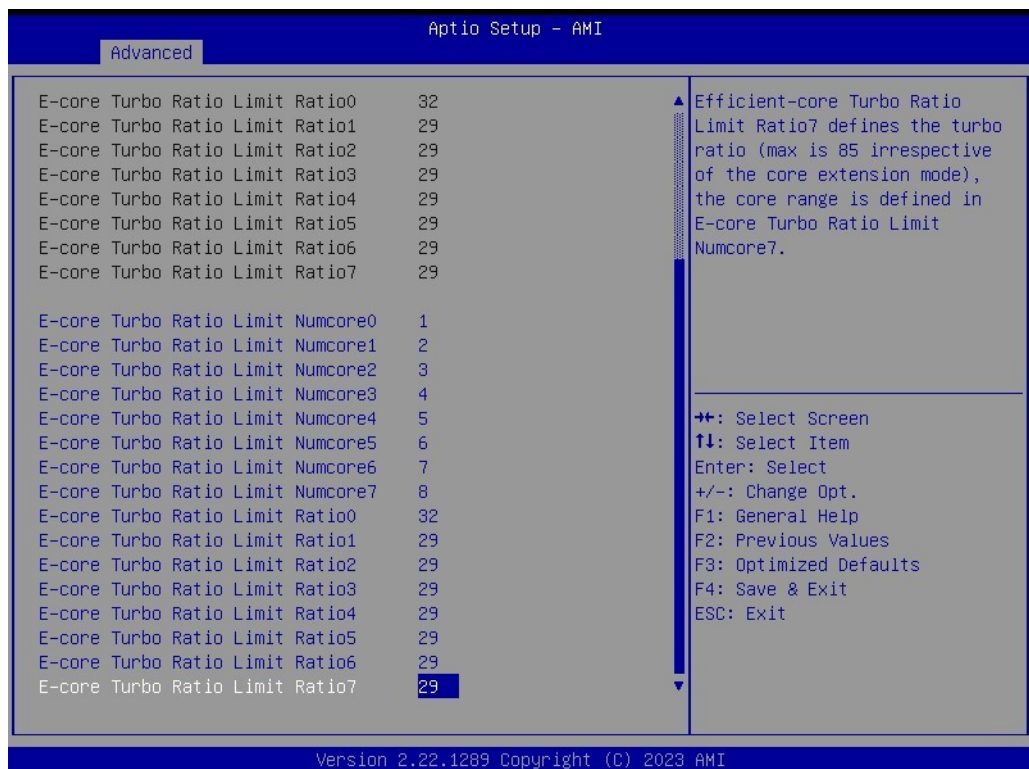 Aptio Setup – AMI
Advanced
E-core Turbo Ratio Limit Ratio0 32
E-core Turbo Ratio Limit Ratio1 29
E-core Turbo Ratio Limit Ratio2 29
E-core Turbo Ratio Limit Ratio3 29
E-core Turbo Ratio Limit Ratio4 29
E-core Turbo Ratio Limit Ratio5 29
E-core Turbo Ratio Limit Ratio6 29
E-core Turbo Ratio Limit Ratio7 29
E-core Turbo Ratio Limit Numcore0 1
E-core Turbo Ratio Limit Numcore1 2
E-core Turbo Ratio Limit Numcore2 3
E-core Turbo Ratio Limit Numcore3 4
E-core Turbo Ratio Limit Numcore4 5
E-core Turbo Ratio Limit Numcore5 6
E-core Turbo Ratio Limit Numcore6 7
E-core Turbo Ratio Limit Numcore7 8
E-core Turbo Ratio Limit Ratio0 32
E-core Turbo Ratio Limit Ratio1 29
E-core Turbo Ratio Limit Ratio2 29
E-core Turbo Ratio Limit Ratio3 29
E-core Turbo Ratio Limit Ratio4 29
E-core Turbo Ratio Limit Ratio5 29
E-core Turbo Ratio Limit Ratio6 29
E-core Turbo Ratio Limit Ratio7 29
Efficient-core Turbo Ratio
Limit Ratio7 defines the turbo
ratio (max is 85 irrespective
of the core extension mode),
the core range is defined in
E-core Turbo Ratio Limit
Numcore7.
→←: Select Screen
↑↓: Select Item
Enter: Select
+/-: Change Opt.
F1: General Help
F2: Previous Values
F3: Optimized Defaults
F4: Save & Exit
ESC: Exit
Version 2.22.1289 Copyright (C) 2023 AMI